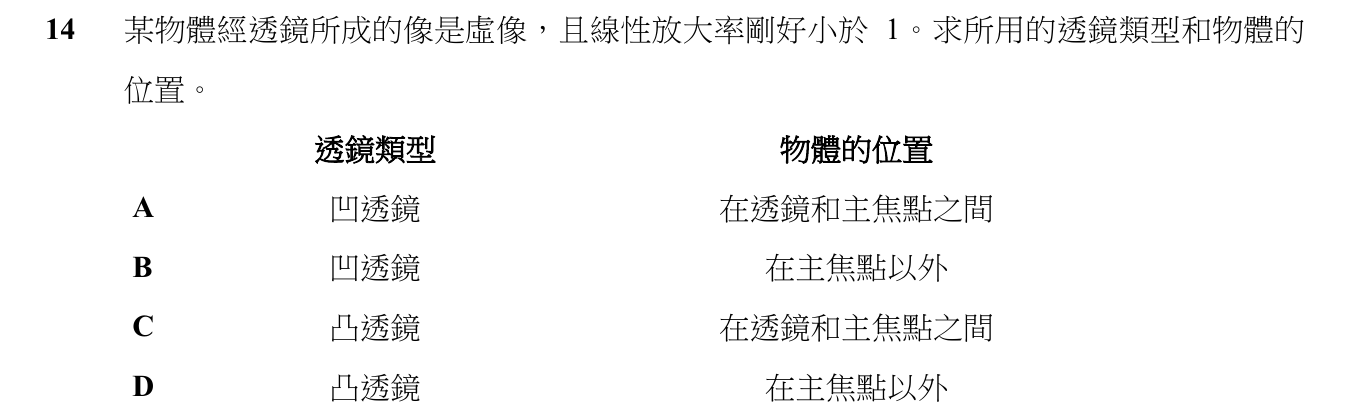 14 某物體經透鏡所成的像是虛像，且線性放大率剛好小於 1。求所用的透鏡類型和物體的
位置。
透鏡類型 物體的位置
A 凹透鏡 在透鏡和主焦點之間
B 凹透鏡 在主焦點以外
C 凸透鏡 在透鏡和主焦點之間
D 凸透鏡 在主焦點以外